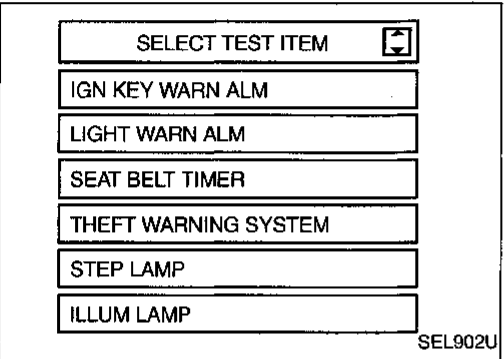 SELECT TEST ITEM
IGN KEY WARN ALM
LIGHT WARN ALM
SEAT BELT TIMER
THEFT WARNING SYSTEM
STEP LAMP
ILLUM LAMP
SEL902U